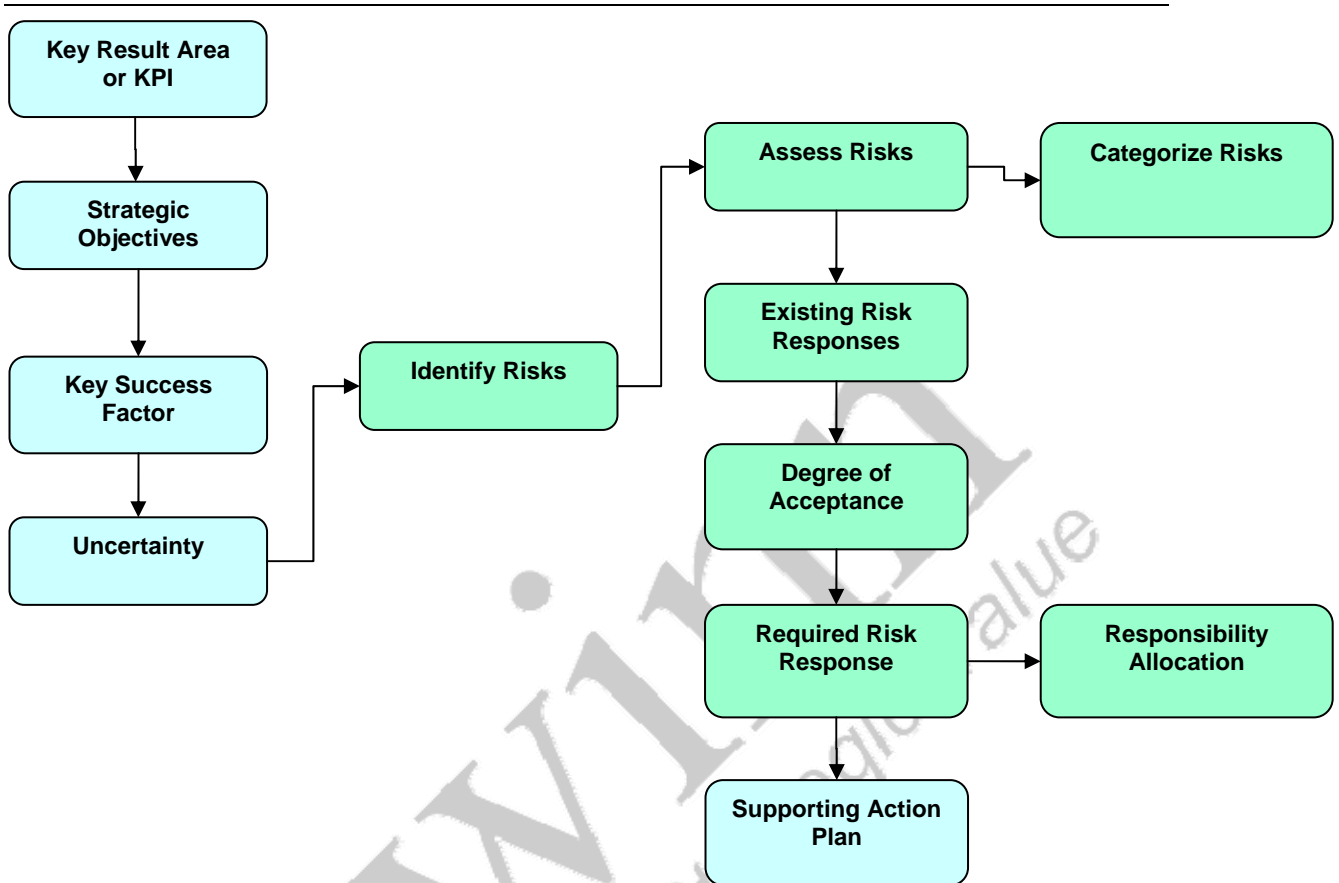 Key Result Area
or KPI
Strategic
Objectives
Key Success
Factor
Uncertainty
Identify Risks
Assess Risks
Categorize Risks
Existing Risk
Responses
Degree of
Acceptance
Required Risk
Response
Responsibility
Allocation
Supporting Action
Plan